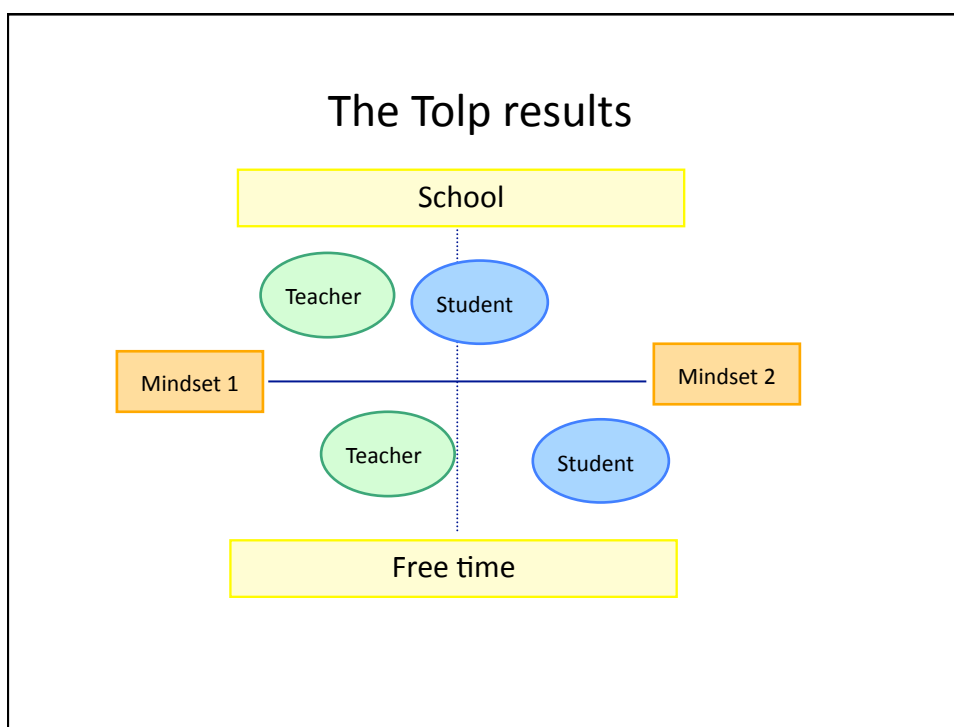 The Tolp results
School
Teacher
Student
Mindset 1
Mindset 2
Teacher
Student
Free time